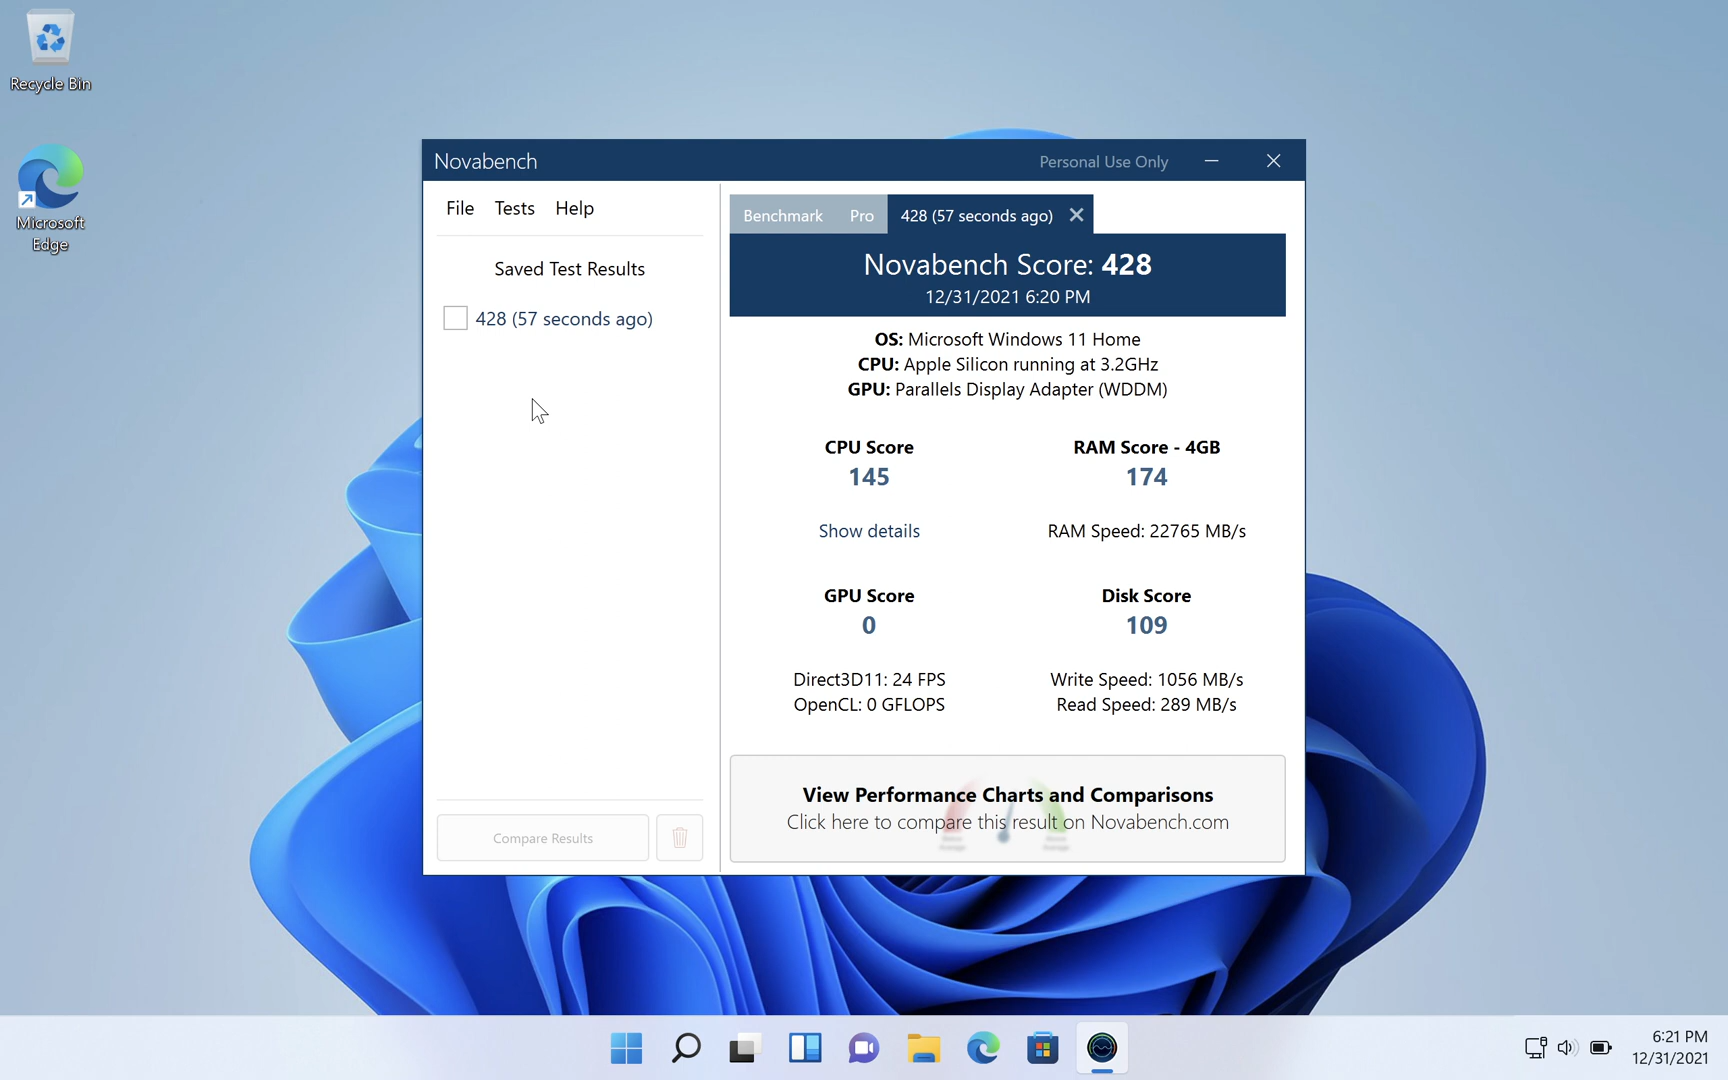 Recycle Bin
Microsoft
Edge
Novabench
Personal Use Only
File Tests Help
Saved Test Results
428 (57 seconds ago)
Compare Results
Benchmark Pro 428 (57 seconds ago)
Novabench Score: 428
12/31/2021 6:20 PM
OS: Microsoft Windows 11 Home
CPU: Apple Silicon running at 3.2GHz
GPU: Parallels Display Adapter (WDDM)
CPU Score
145
Show details
RAM Score - 4GB
174
RAM Speed: 22765 MB/s
GPU Score
0
Direct3D11: 24 FPS
OpenCL: 0 GFLOPS
Disk Score
109
Write Speed: 1056 MB/s
Read Speed: 289 MB/s
View Performance Charts and Comparisons
Click here to compare this result on Novabench.com
6:21 PM
12/31/2021